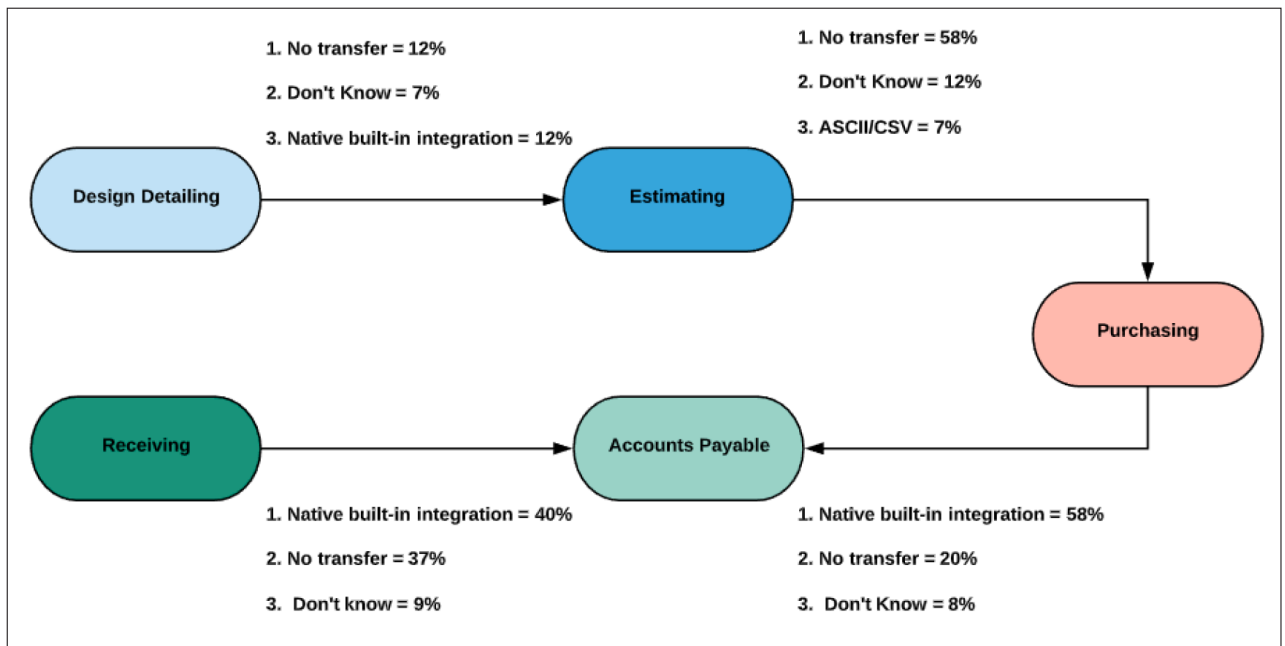 1. No transfer = 12%
2. Don't Know = 7%
3. Native built-in integration = 12%
1. No transfer = 58%
2. Don't Know = 12%
3. ASCII/CSV = 7%
Design Detailing
Estimating
Purchasing
Receiving
Accounts Payable
1. Native built-in integration = 40%
2. No transfer = 37%
3. Don't know = 9%
1. Native built-in integration = 58%
2. No transfer = 20%
3. Don't Know = 8%